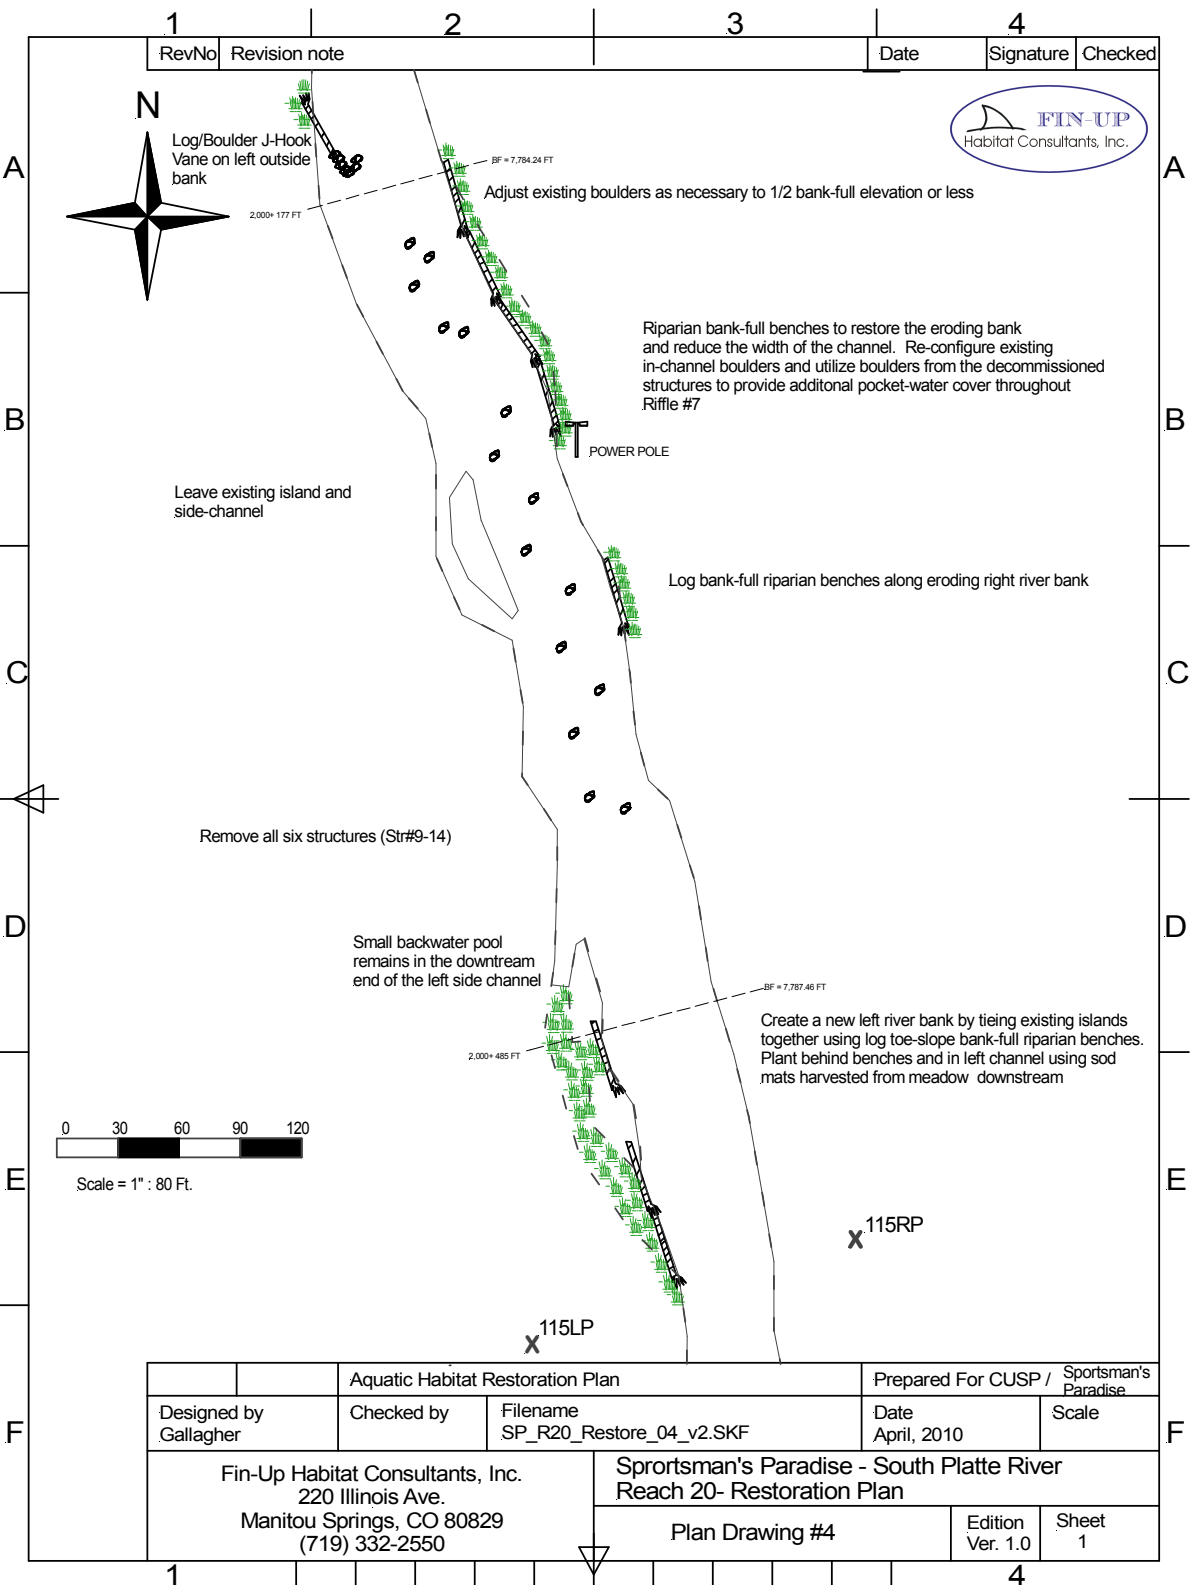 1 2 3 4
RevNo Revision note Date Signature Checked
A A
N
FIN-UP
Habitat Consultants, Inc.
Log/Boulder J-Hook
Vane on left outside
bank
BF = 7,784.24 FT
2,000+ 177 FT
Adjust existing boulders as necessary to 1/2 bank-full elevation or less
Riparian bank-full benches to restore the eroding bank
and reduce the width of the channel. Re-configure existing
in-channel boulders and utilize boulders from the decommissioned
structures to provide additonal pocket-water cover throughout
Riffle #7
B B
POWER POLE
Leave existing island and
side-channel
Log bank-full riparian benches along eroding right river bank
C C
Remove all six structures (Str#9-14)
D D
Small backwater pool
remains in the downtream
end of the left side channel
BF = 7,787.46 FT
2,000+ 485 FT
Create a new left river bank by tieing existing islands
together using log toe-slope bank-full riparian benches.
Plant behind benches and in left channel using sod
mats harvested from meadow downstream
0 30 60 90 120
Scale = 1" : 80 Ft.
E E
115RP
115LP
Aquatic Habitat Restoration Plan
Prepared For CUSP / Sportsman's
Paradise
Designed by
Gallagher
Checked by
Filename
SP_R20_Restore_04_v2.SKF
Date
April, 2010
Scale
F F
Fin-Up Habitat Consultants, Inc.
220 Illinois Ave.
Manitou Springs, CO 80829
(719) 332-2550
Sprortsman's Paradise - South Platte River
Reach 20- Restoration Plan
Plan Drawing #4
Edition
Ver. 1.0
Sheet
1
1 4